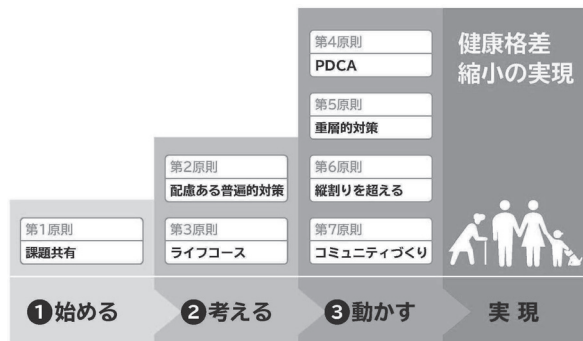 第1原則
課題共有
第2原則
配慮ある普遍的対策
第3原則
ライフコース
第4原則
PDCA
第5原則
重層的対策
第6原則
縦割りを超える
第7原則
コミュニティづくり
健康格差
縮小の実現
❶始める
❷考える
❸動かす
実現